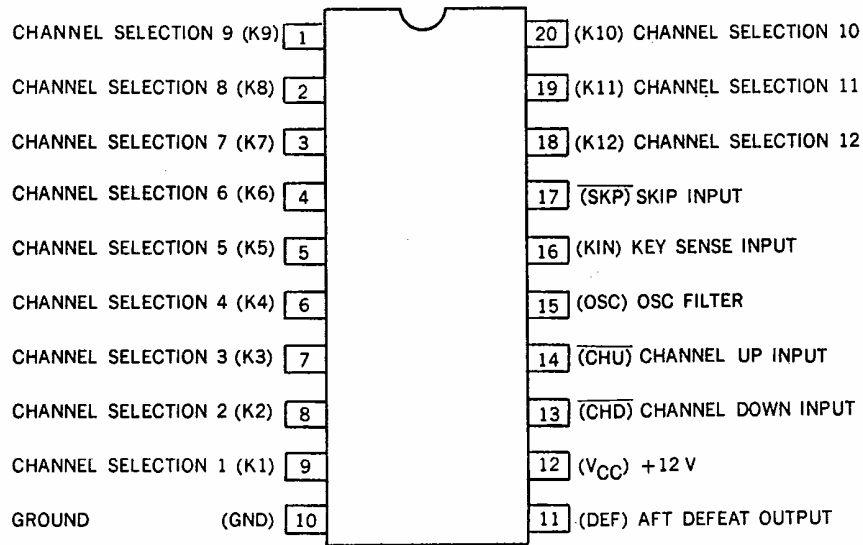 CHANNEL SELECTION 9 (K9) 1 20 (K10) CHANNEL SELECTION 10
CHANNEL SELECTION 8 (K8) 2 19 (K11) CHANNEL SELECTION 11
CHANNEL SELECTION 7 (K7) 3 18 (K12) CHANNEL SELECTION 12
CHANNEL SELECTION 6 (K6) 4 17 (SKP) SKIP INPUT
CHANNEL SELECTION 5 (K5) 5 16 (KIN) KEY SENSE INPUT
CHANNEL SELECTION 4 (K4) 6 15 (OSC) OSC FILTER
CHANNEL SELECTION 3 (K3) 7 14 (CHU) CHANNEL UP INPUT
CHANNEL SELECTION 2 (K2) 8 13 (CHD) CHANNEL DOWN INPUT
CHANNEL SELECTION 1 (K1) 9 12 (VCC) +12 V
GROUND (GND) 10 11 (DEF) AFT DEFEAT OUTPUT